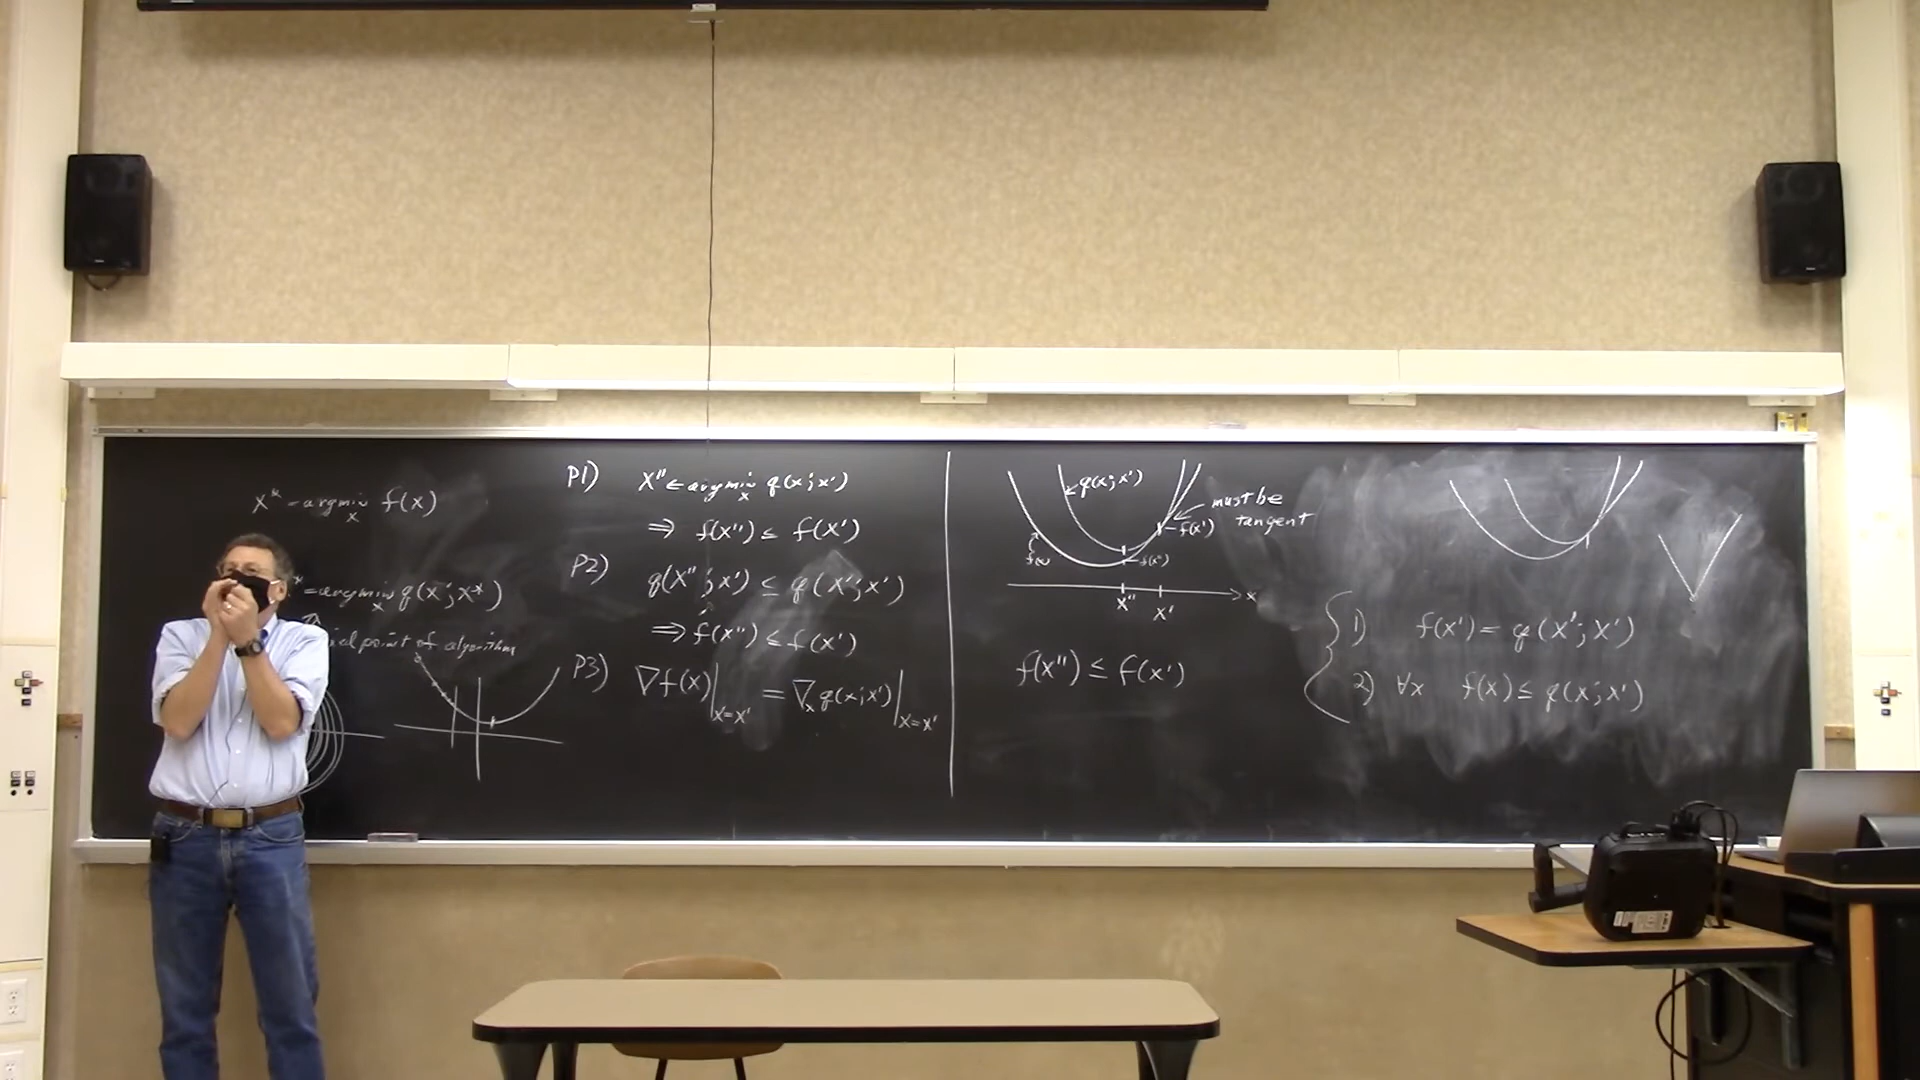 x* = argmin f(x)
x
* = argmin q(x; x*)
x
point of algorithm
P1) x'' ← argmin q(x; x')
x
⇒ f(x'') ≤ f(x')
P2) q(x''; x') ≤ q(x'; x')
⇒ f(x'') ≤ f(x')
P3) ∇f(x)|x=x' = ∇x q(x; x')|x=x'
q(x; x')
must be
tangent
f(x')
f(x)
f(x'')
x
x'' x'
f(x'') ≤ f(x')
1) f(x') = q(x'; x')
2) ∀x f(x) ≤ q(x; x')